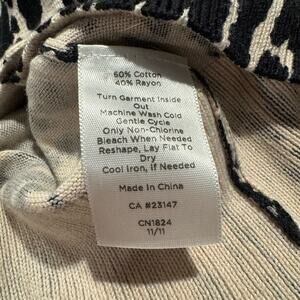 60% Cotton
40% Rayon
Turn Garment Inside
Out
Machine Wash Cold
Gentle Cycle
Only Non-Chlorine
Bleach When Needed
Reshape, Lay Flat To
Dry
Cool Iron, if Needed
Made In China
CA #23147
CN1824
11/11